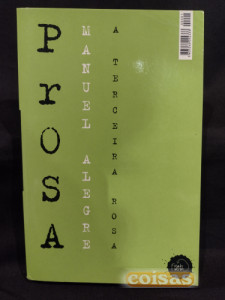 PrOSA
MANUEL ALEGRE
A TERCEIRA ROSA
coisas